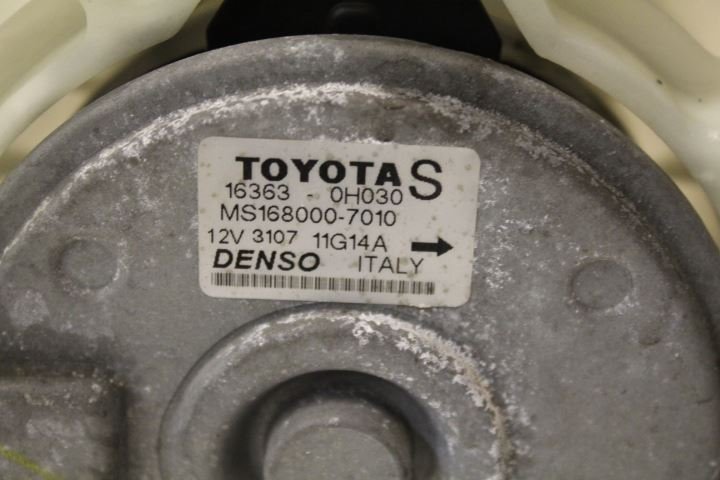 TOYOTA S
16363 - 0H030
MS168000-7010
12V 3107 11G14A
DENSO ITALY